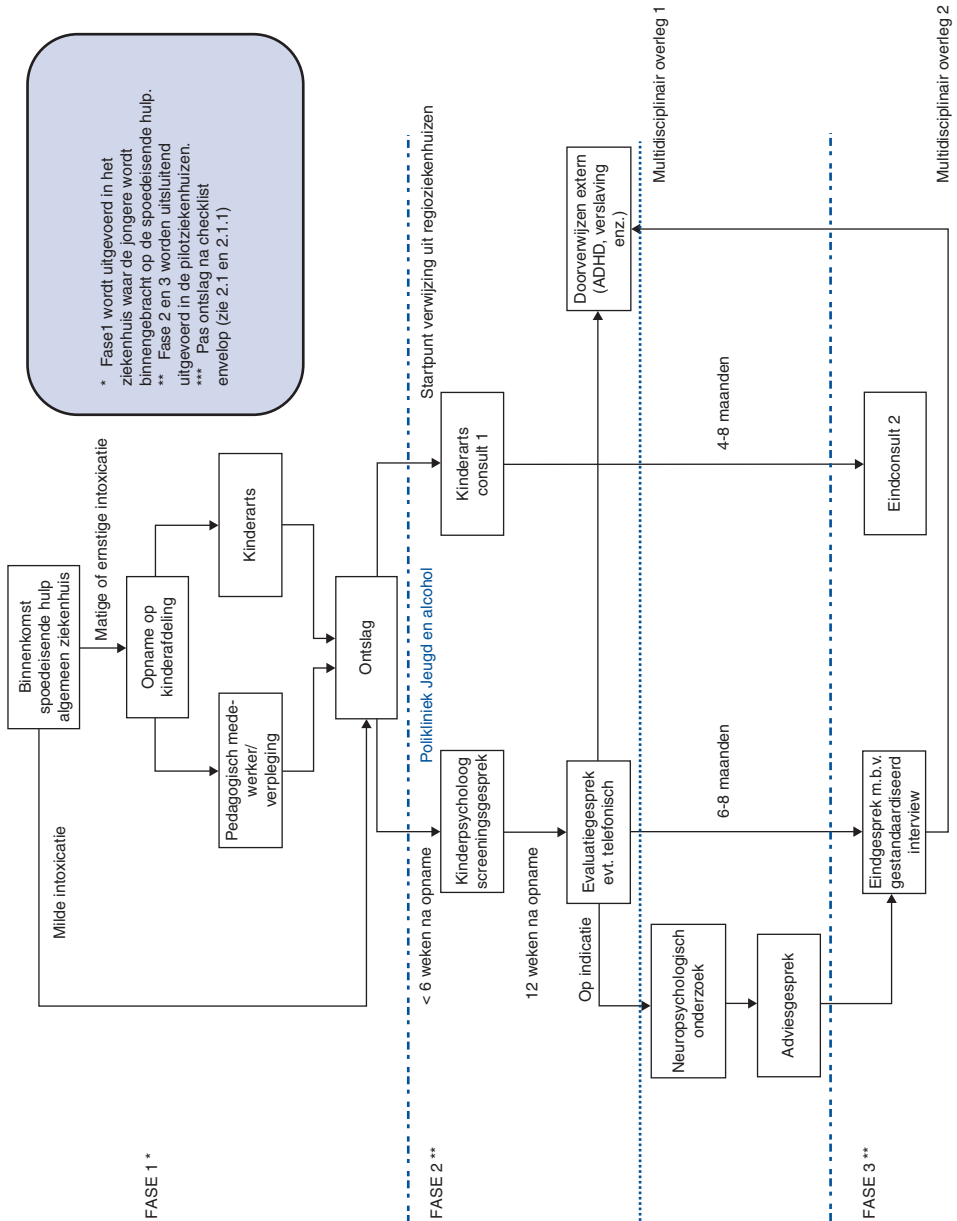 Binnenkomst
spoedeisende hulp
algemeen ziekenhuis
Milde intoxicatie
Matige of ernstige intoxicatie
* Fase1 wordt uitgevoerd in het
ziekenhuis waar de jongere wordt
binnengebracht op de spoedeisende hulp.
** Fase 2 en 3 worden uitsluitend
uitgevoerd in de pilotziekenhuizen.
*** Pas ontslag na checklist
envelop (zie 2.1 en 2.1.1)
Opname op
kinderafdeling
FASE 1 *
Pedagogisch mede-
werker/
verpleging
Kinderarts
Ontslag
Polikliniek Jeugd en alcohol
Startpunt verwijzing uit regioziekenhuizen
FASE 2 **
< 6 weken na opname
Kinderpsycholoog
screeningsgesprek
Kinderarts
consult 1
12 weken na opname
Op indicatie
Evaluatiegesprek
evt. telefonisch
Doorverwijzen extern
(ADHD, verslaving
enz.)
Multidisciplinair overleg 1
Neuropsychologisch
onderzoek
6-8 maanden
4-8 maanden
Adviesgesprek
FASE 3 **
Eindgesprek m.b.v.
gestandaardiseerd
interview
Eindconsult 2
Multidisciplinair overleg 2